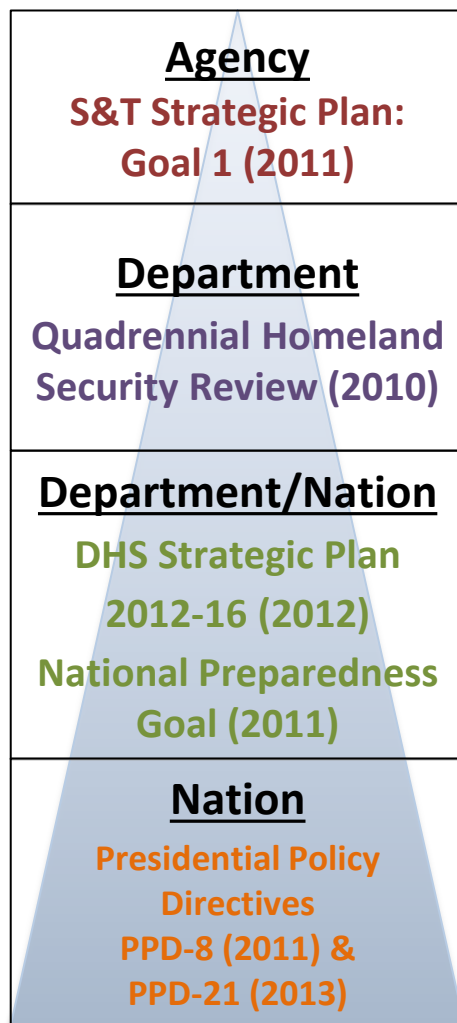 Agency
S&T Strategic Plan:
Goal 1 (2011)
Department
Quadrennial Homeland
Security Review (2010)
Department/Nation
DHS Strategic Plan
2012-16 (2012)
National Preparedness
Goal (2011)
Nation
Presidential Policy
Directives
PPD-8 (2011) &
PPD-21 (2013)